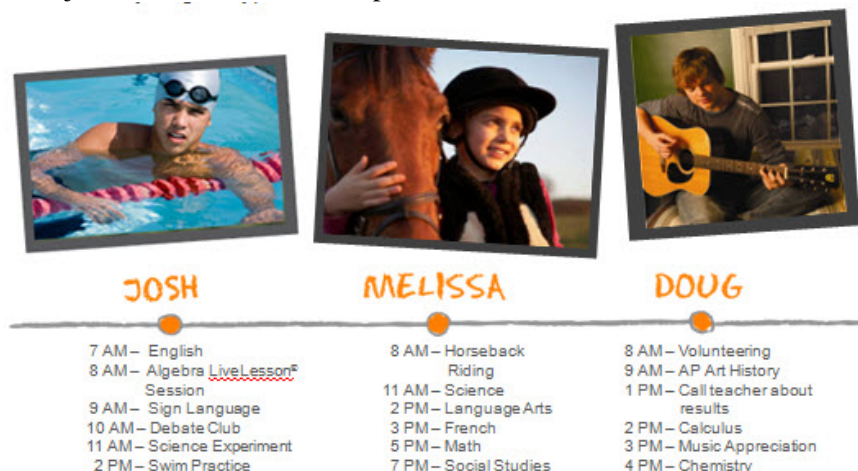 JOSH
7 AM – English
8 AM – Algebra LiveLesson®
Session
9 AM – Sign Language
10 AM – Debate Club
11 AM – Science Experiment
2 PM – Swim Practice
MELISSA
8 AM – Horseback
Riding
11 AM – Science
2 PM – Language Arts
3 PM – French
5 PM – Math
7 PM – Social Studies
DOUG
8 AM – Volunteering
9 AM – AP Art History
1 PM – Call teacher about
results
2 PM – Calculus
3 PM – Music Appreciation
4 PM – Chemistry